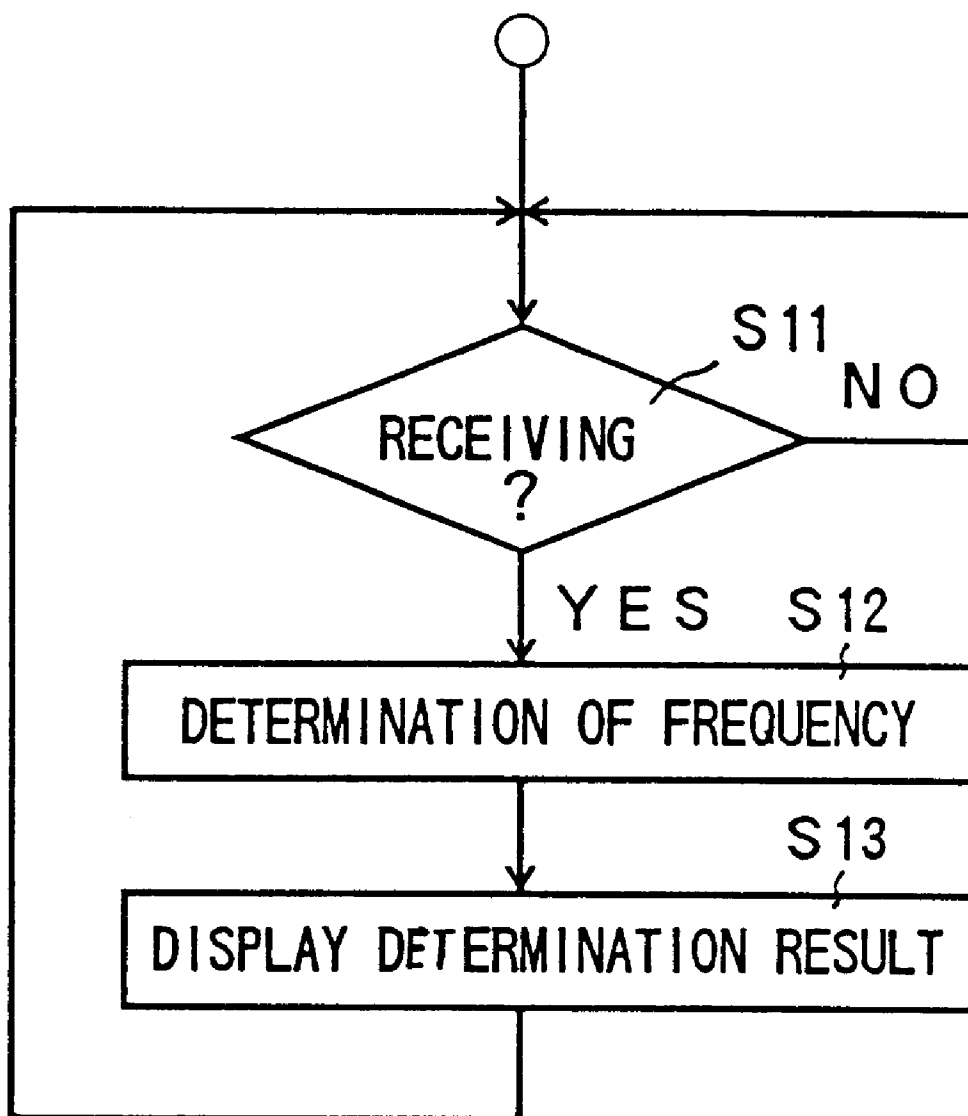 S11
NO
RECEIVING
?
YES
S12
DETERMINATION OF FREQUENCY
S13
DISPLAY DETERMINATION RESULT